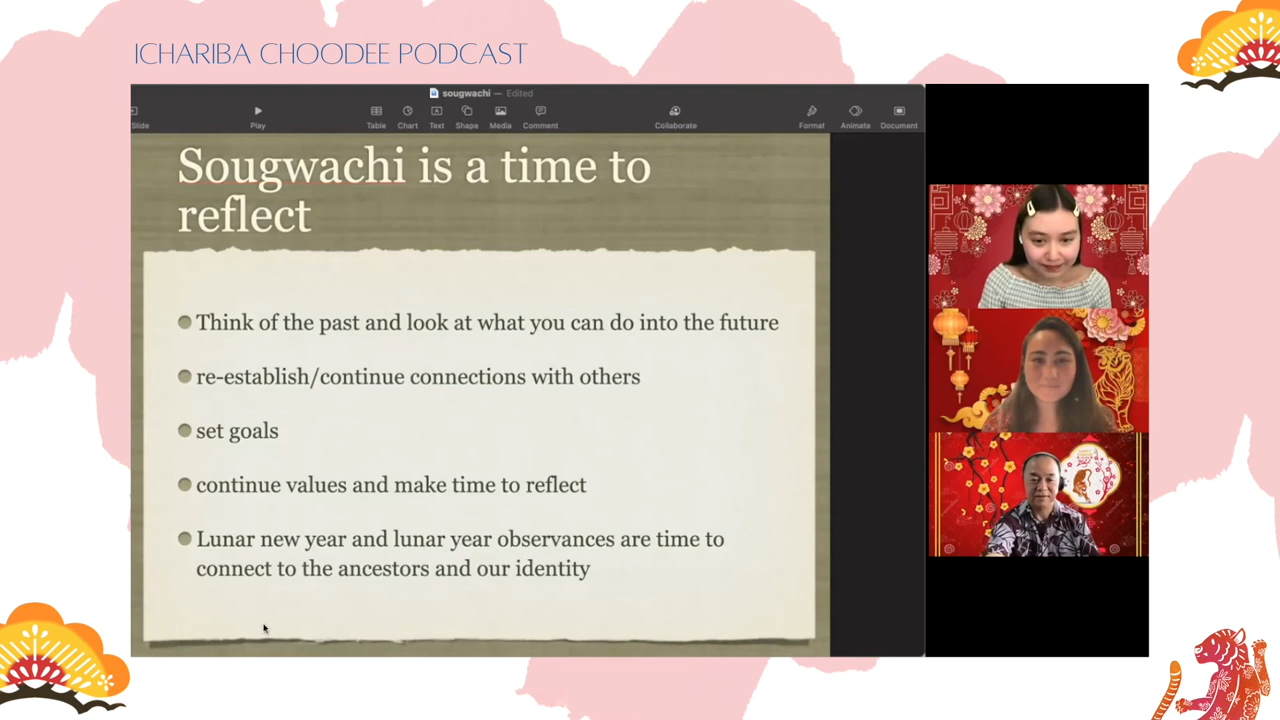 ICHARIBA CHOODEE PODCAST
sougwachi — Edited
Slide Play Table Chart Text Shape Media Comment Collaborate Format Animate Document
Sougwachi is a time to
reflect
Think of the past and look at what you can do into the future
re-establish/continue connections with others
set goals
continue values and make time to reflect
Lunar new year and lunar year observances are time to
connect to the ancestors and our identity